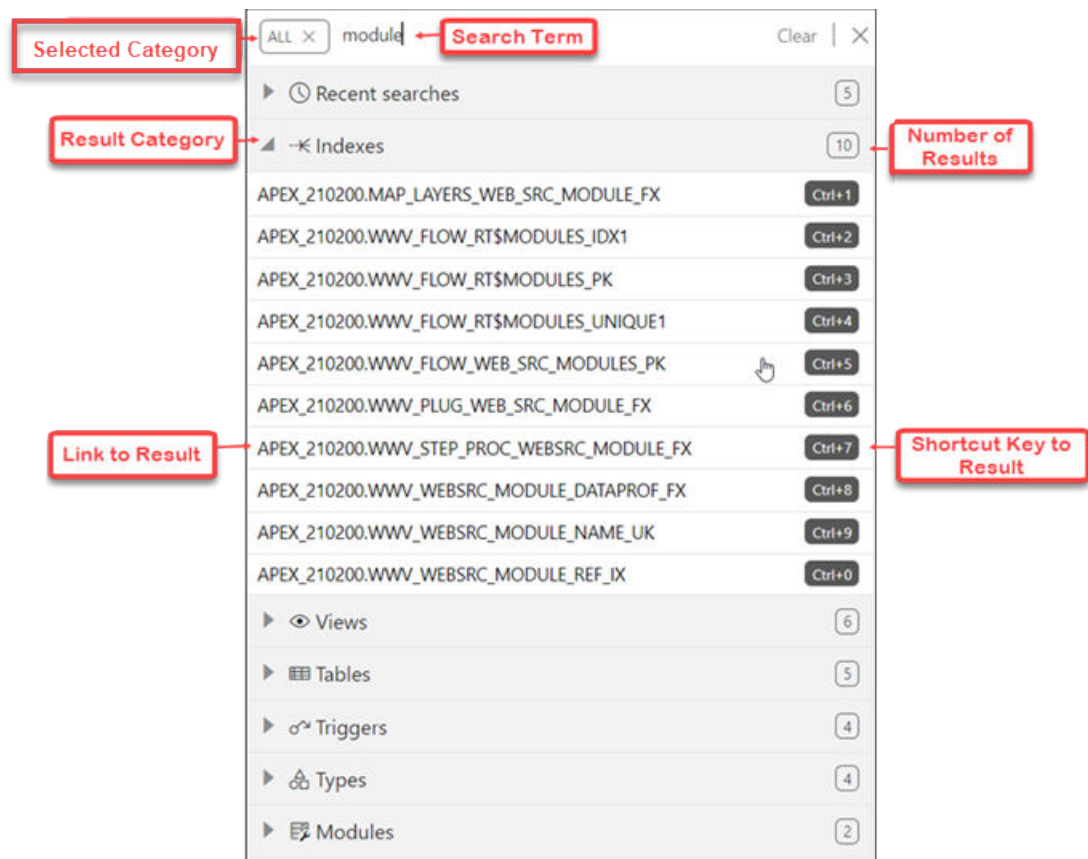 Selected Category
ALL × module
Search Term
Clear
Recent searches 5
Result Category
Indexes 10
Number of
Results
APEX_210200.MAP_LAYERS_WEB_SRC_MODULE_FX Ctrl+1
APEX_210200.WWV_FLOW_RT$MODULES_IDX1 Ctrl+2
APEX_210200.WWV_FLOW_RT$MODULES_PK Ctrl+3
APEX_210200.WWV_FLOW_RT$MODULES_UNIQUE1 Ctrl+4
APEX_210200.WWV_FLOW_WEB_SRC_MODULES_PK Ctrl+5
APEX_210200.WWV_PLUG_WEB_SRC_MODULE_FX Ctrl+6
Link to Result
APEX_210200.WWV_STEP_PROC_WEBSRC_MODULE_FX Ctrl+7
Shortcut Key to
Result
APEX_210200.WWV_WEBSRC_MODULE_DATAPROF_FX Ctrl+8
APEX_210200.WWV_WEBSRC_MODULE_NAME_UK Ctrl+9
APEX_210200.WWV_WEBSRC_MODULE_REF_IX Ctrl+0
Views 6
Tables 5
Triggers 4
Types 4
Modules 2